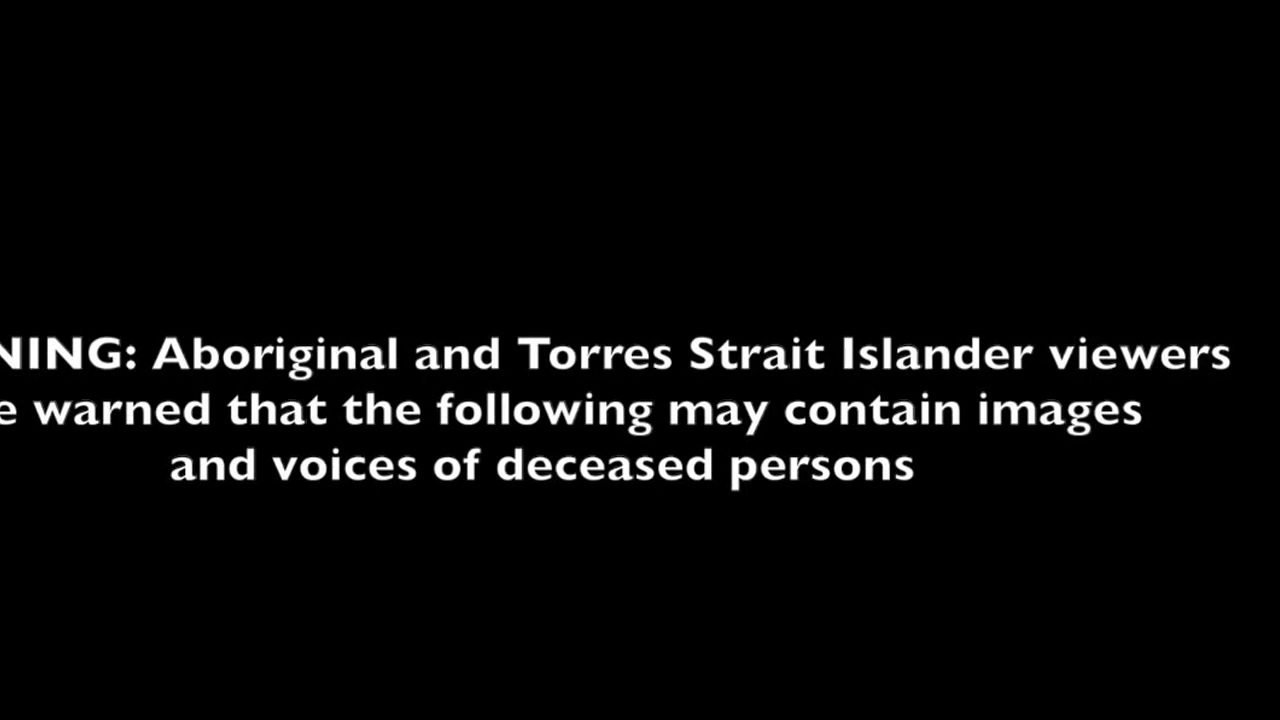 NING: Aboriginal and Torres Strait Islander viewers
e warned that the following may contain images
and voices of deceased persons